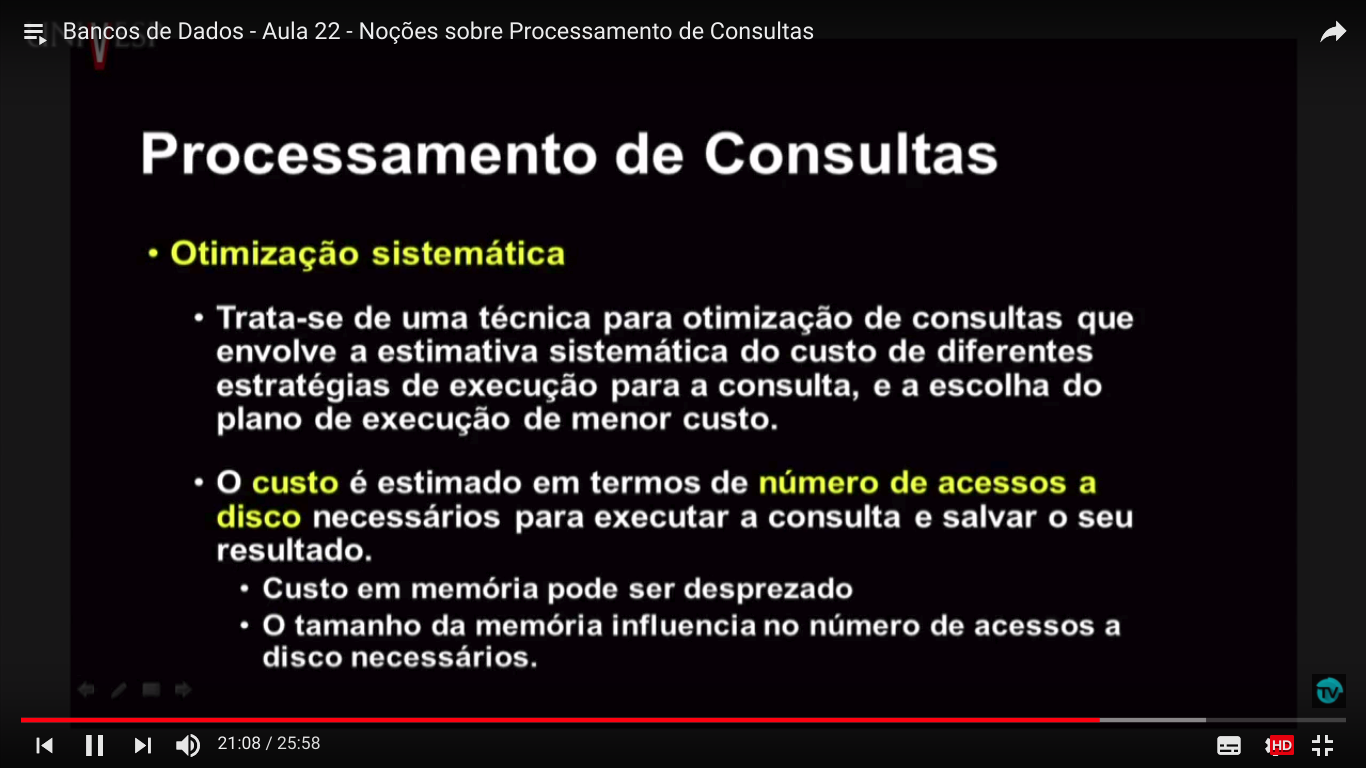 Bancos de Dados - Aula 22 - Noções sobre Processamento de Consultas
Processamento de Consultas
• Otimização sistemática
• Trata-se de uma técnica para otimização de consultas que
envolve a estimativa sistemática do custo de diferentes
estratégias de execução para a consulta, e a escolha do
plano de execução de menor custo.
• O custo é estimado em termos de número de acessos a
disco necessários para executar a consulta e salvar o seu
resultado.
• Custo em memória pode ser desprezado
• O tamanho da memória influencia no número de acessos a
disco necessários.
TV
21:08 / 25:58
HD